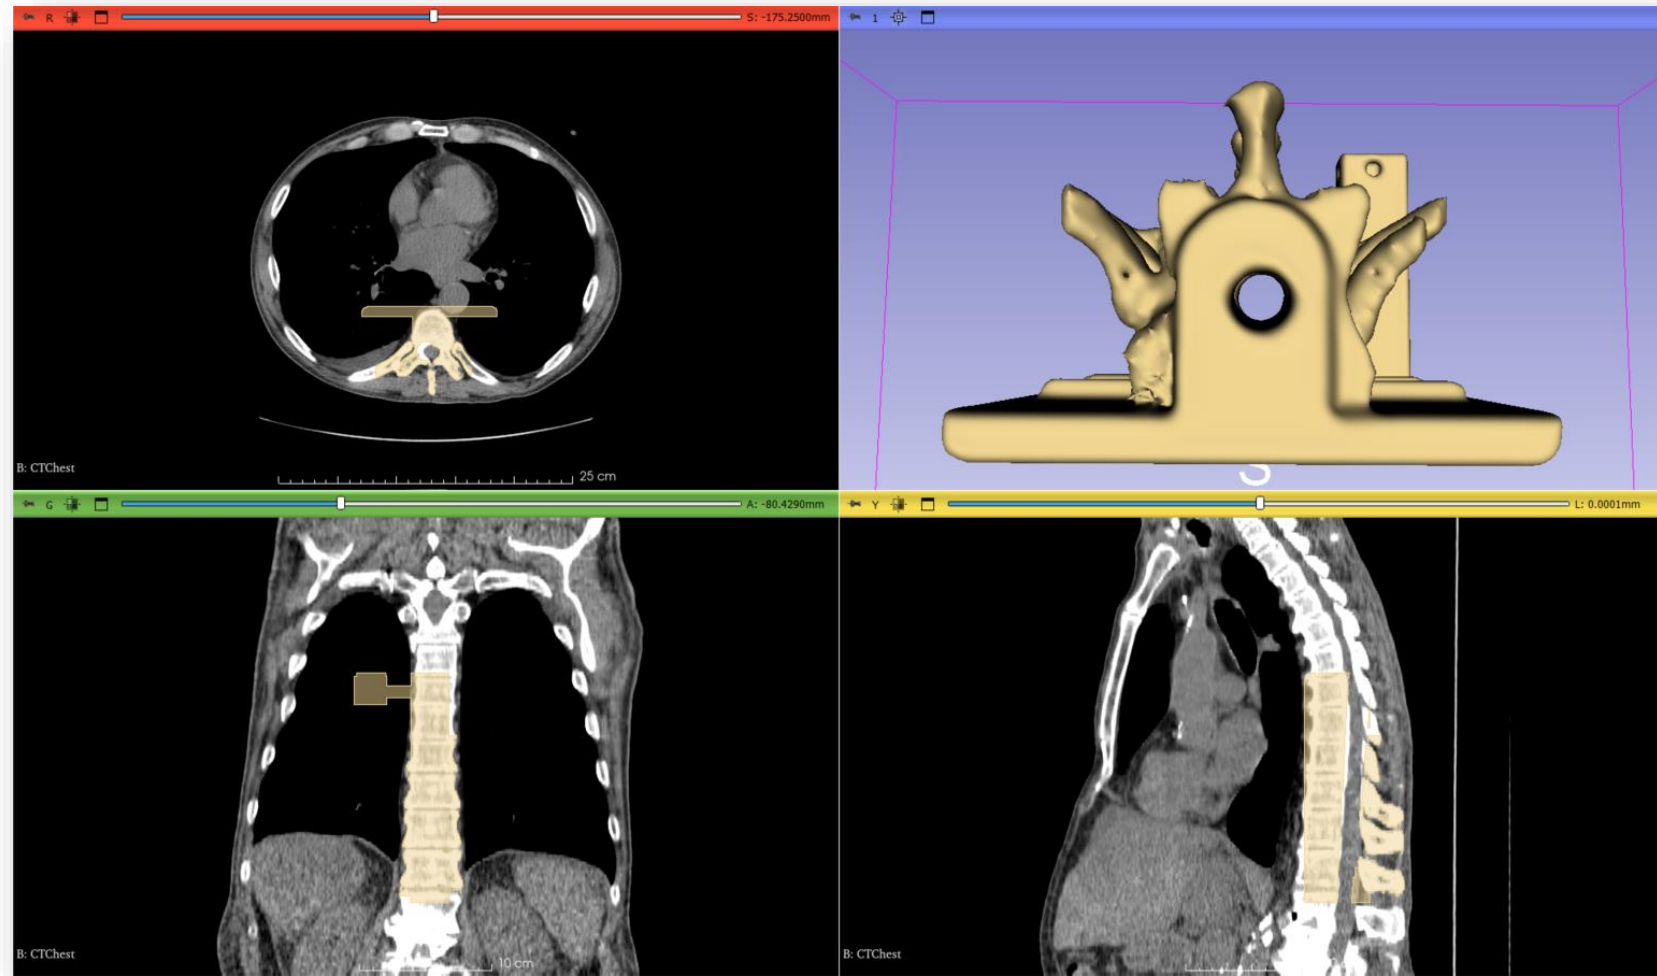 R
S: -175.2500mm
1
B: CTChest
25 cm
S
G
A: -80.4290mm
Y
L: 0.0001mm
B: CTChest
10 cm
B: CTChest